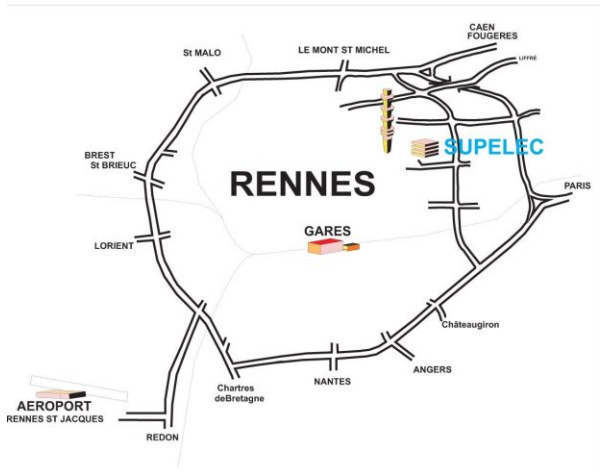 CAEN
FOUGERES
St MALO
LE MONT ST MICHEL
LIFFRÉ
SUPELEC
BREST
St BRIEUC
RENNES
PARIS
GARES
LORIENT
Châteaugiron
ANGERS
NANTES
Chartres
deBretagne
AEROPORT
RENNES ST JACQUES
REDON